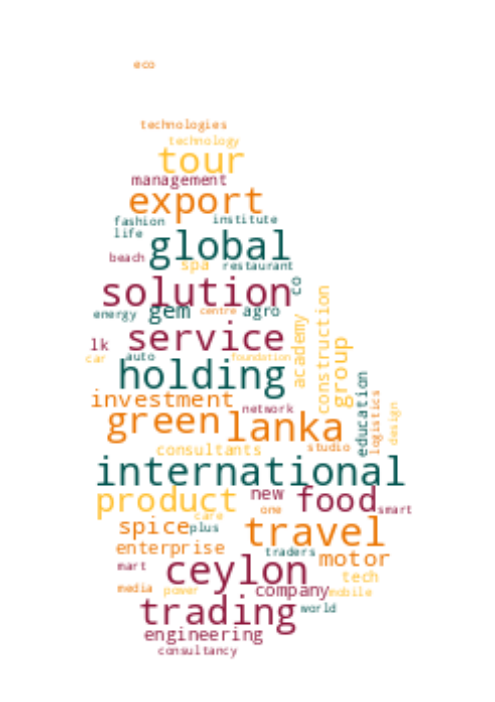 eco
technologies
technology
tour
management
export
fashion institute
life
global
beach
spa restaurant
solution co
energy gem centre agro
service
lk
car auto foundation
holding
academy
construction
group
investment
network
education
logistics
design
green lanka
consultants studio
international
product new food
care one smart
spice plus travel
enterprise traders motor
mart ceylon tech
media power company mobile
trading world
engineering
consultancy